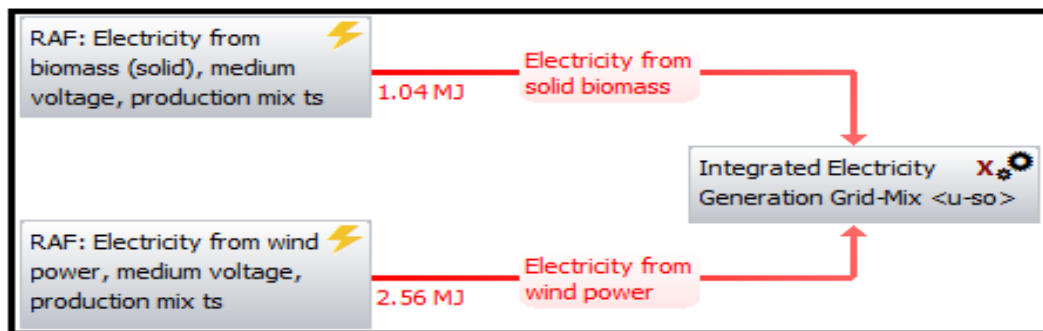 RAF: Electricity from
biomass (solid), medium
voltage, production mix ts
1.04 MJ
Electricity from
solid biomass
Integrated Electricity X
Generation Grid-Mix <u-so>
RAF: Electricity from wind
power, medium voltage,
production mix ts
2.56 MJ
Electricity from
wind power